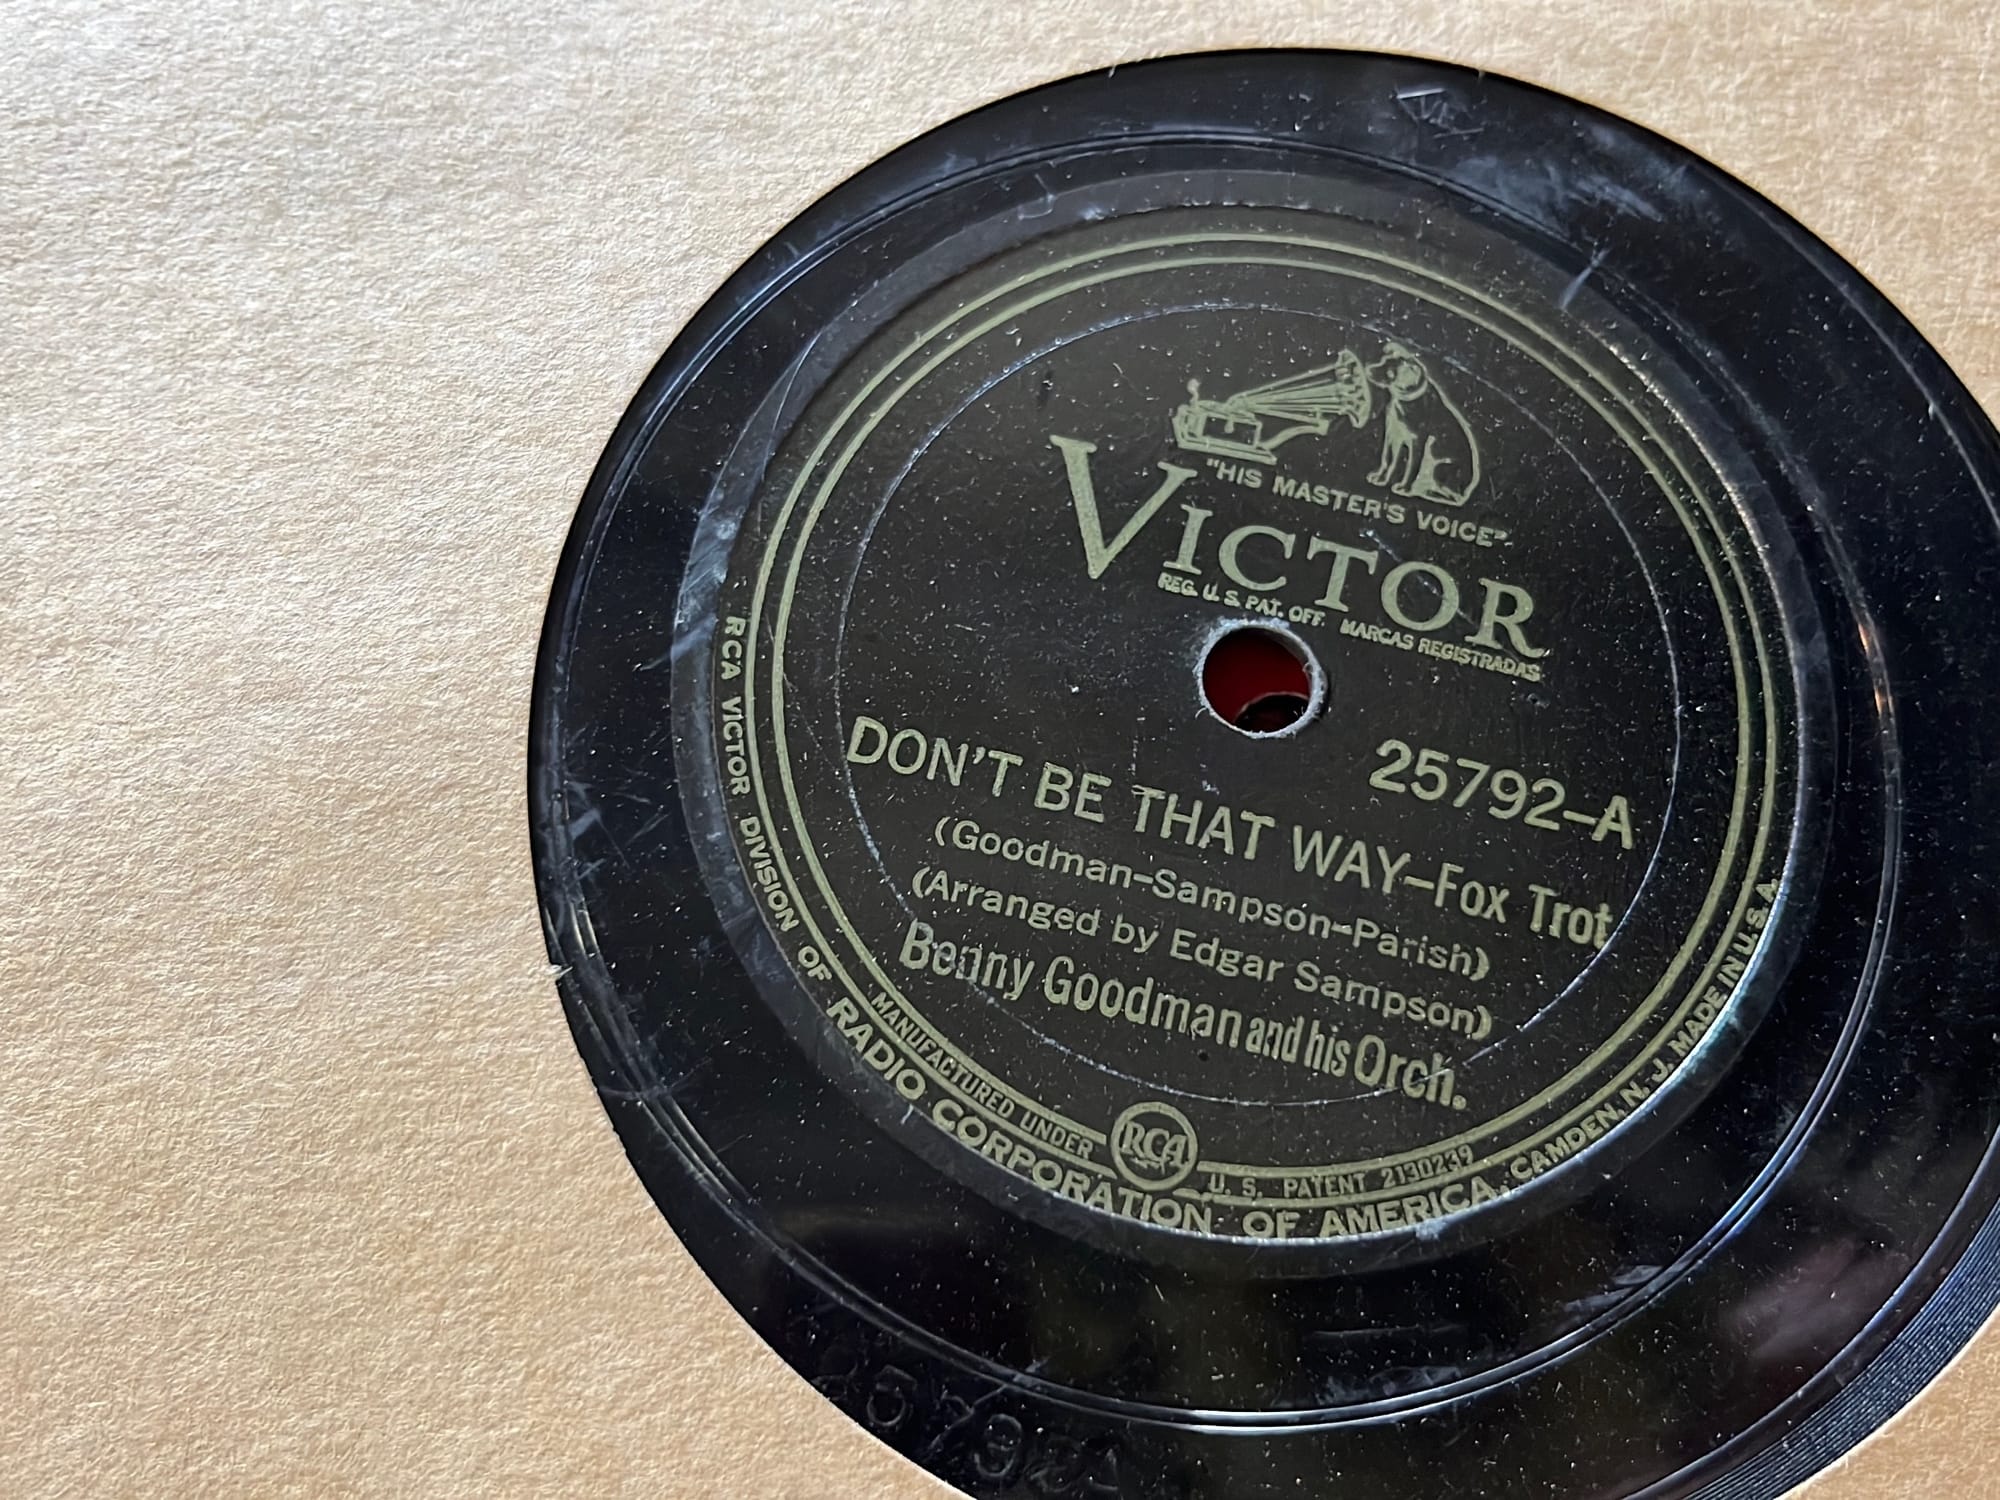 "HIS MASTER'S VOICE"
VICTOR
REG. U. S. PAT. OFF. MARCAS REGISTRADAS
25792-A
DON'T BE THAT WAY-Fox Trot
(Goodman-Sampson-Parish)
(Arranged by Edgar Sampson)
Benny Goodman and his Orch.
MANUFACTURED UNDER RCA U. S. PATENT 2130239
RCA VICTOR DIVISION OF RADIO CORPORATION OF AMERICA, CAMDEN, N. J. MADE IN U.S.A.
25792A